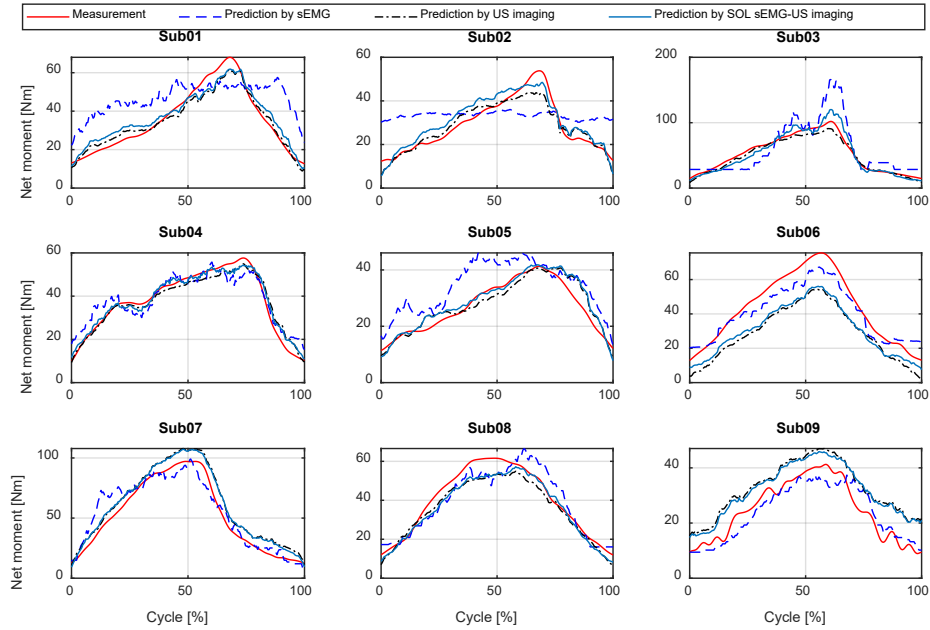 Measurement Prediction by sEMG Prediction by US imaging Prediction by SOL sEMG-US imaging
Sub01 Sub02 Sub03
Net moment [Nm]
60
40
20
0
0 50 100
60
40
20
0
0 50 100
200
100
0
0 50 100
Sub04 Sub05 Sub06
Net moment [Nm]
60
40
20
0
0 50 100
40
20
0
0 50 100
60
40
20
0
0 50 100
Sub07 Sub08 Sub09
Net moment [Nm]
100
50
0
0 50 100
60
40
20
0
0 50 100
40
20
0
0 50 100
Cycle [%] Cycle [%] Cycle [%]